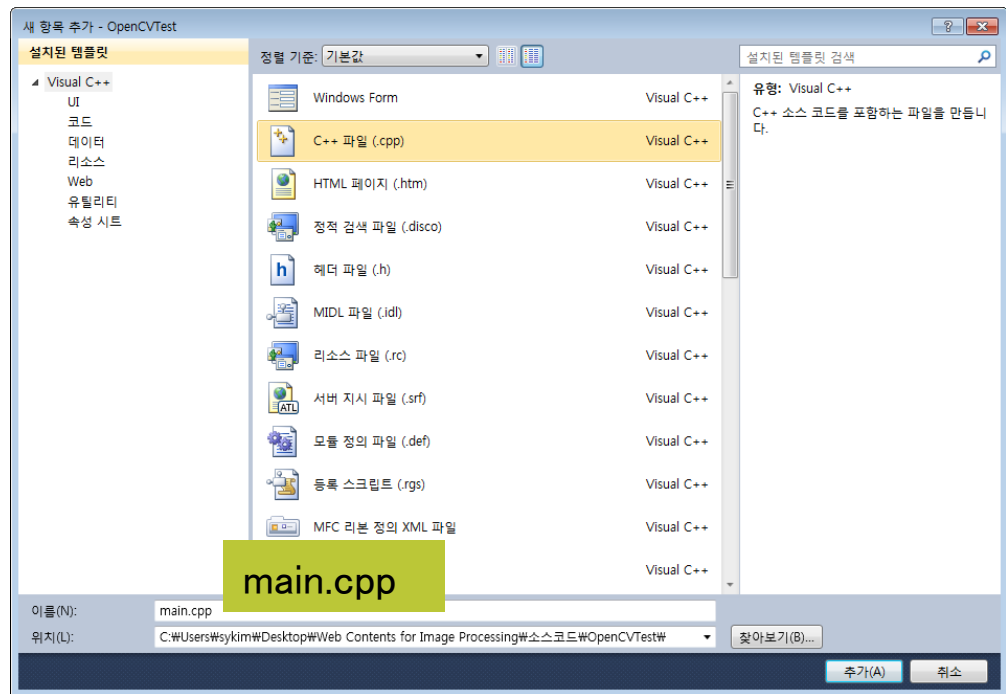 새 항목 추가 - OpenCVTest
설치된 템플릿
정렬 기준: 기본값
설치된 템플릿 검색
Visual C++
UI
코드
데이터
리소스
Web
유틸리티
속성 시트
Windows Form Visual C++
C++ 파일 (.cpp) Visual C++
HTML 페이지 (.htm) Visual C++
정적 검색 파일 (.disco) Visual C++
헤더 파일 (.h) Visual C++
MIDL 파일 (.idl) Visual C++
리소스 파일 (.rc) Visual C++
ATL
서버 지시 파일 (.srf) Visual C++
모듈 정의 파일 (.def) Visual C++
등록 스크립트 (.rgs) Visual C++
MFC 리본 정의 XML 파일 Visual C++
Visual C++
유형: Visual C++
C++ 소스 코드를 포함하는 파일을 만듭니
다.
main.cpp
이름(N): main.cpp
위치(L): C:₩Users₩sykim₩Desktop₩Web Contents for Image Processing₩소스코드₩OpenCVTest₩
찾아보기(B)...
추가(A) 취소